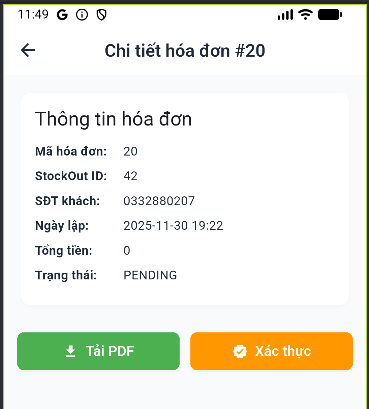 11:49
Chi tiết hóa đơn #20
Thông tin hóa đơn
Mã hóa đơn: 20
StockOut ID: 42
SĐT khách: 0332880207
Ngày lập: 2025-11-30 19:22
Tổng tiền: 0
Trạng thái: PENDING
Tải PDF
Xác thực